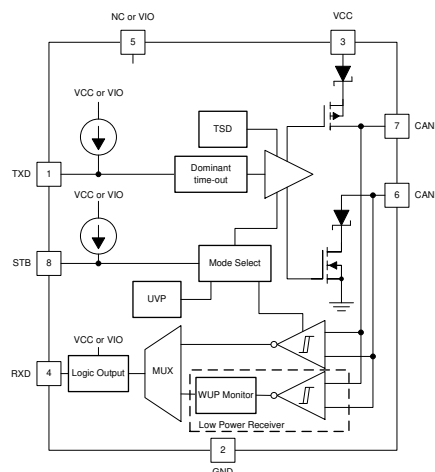 NC or VIO
VCC
5
3
VCC or VIO
TSD
7
CAN
TXD
1
Dominant
time-out
6
CAN
VCC or VIO
STB
8
Mode Select
UVP
VCC or VIO
RXD
4
Logic Output
MUX
WUP Monitor
Low Power Receiver
2
GND